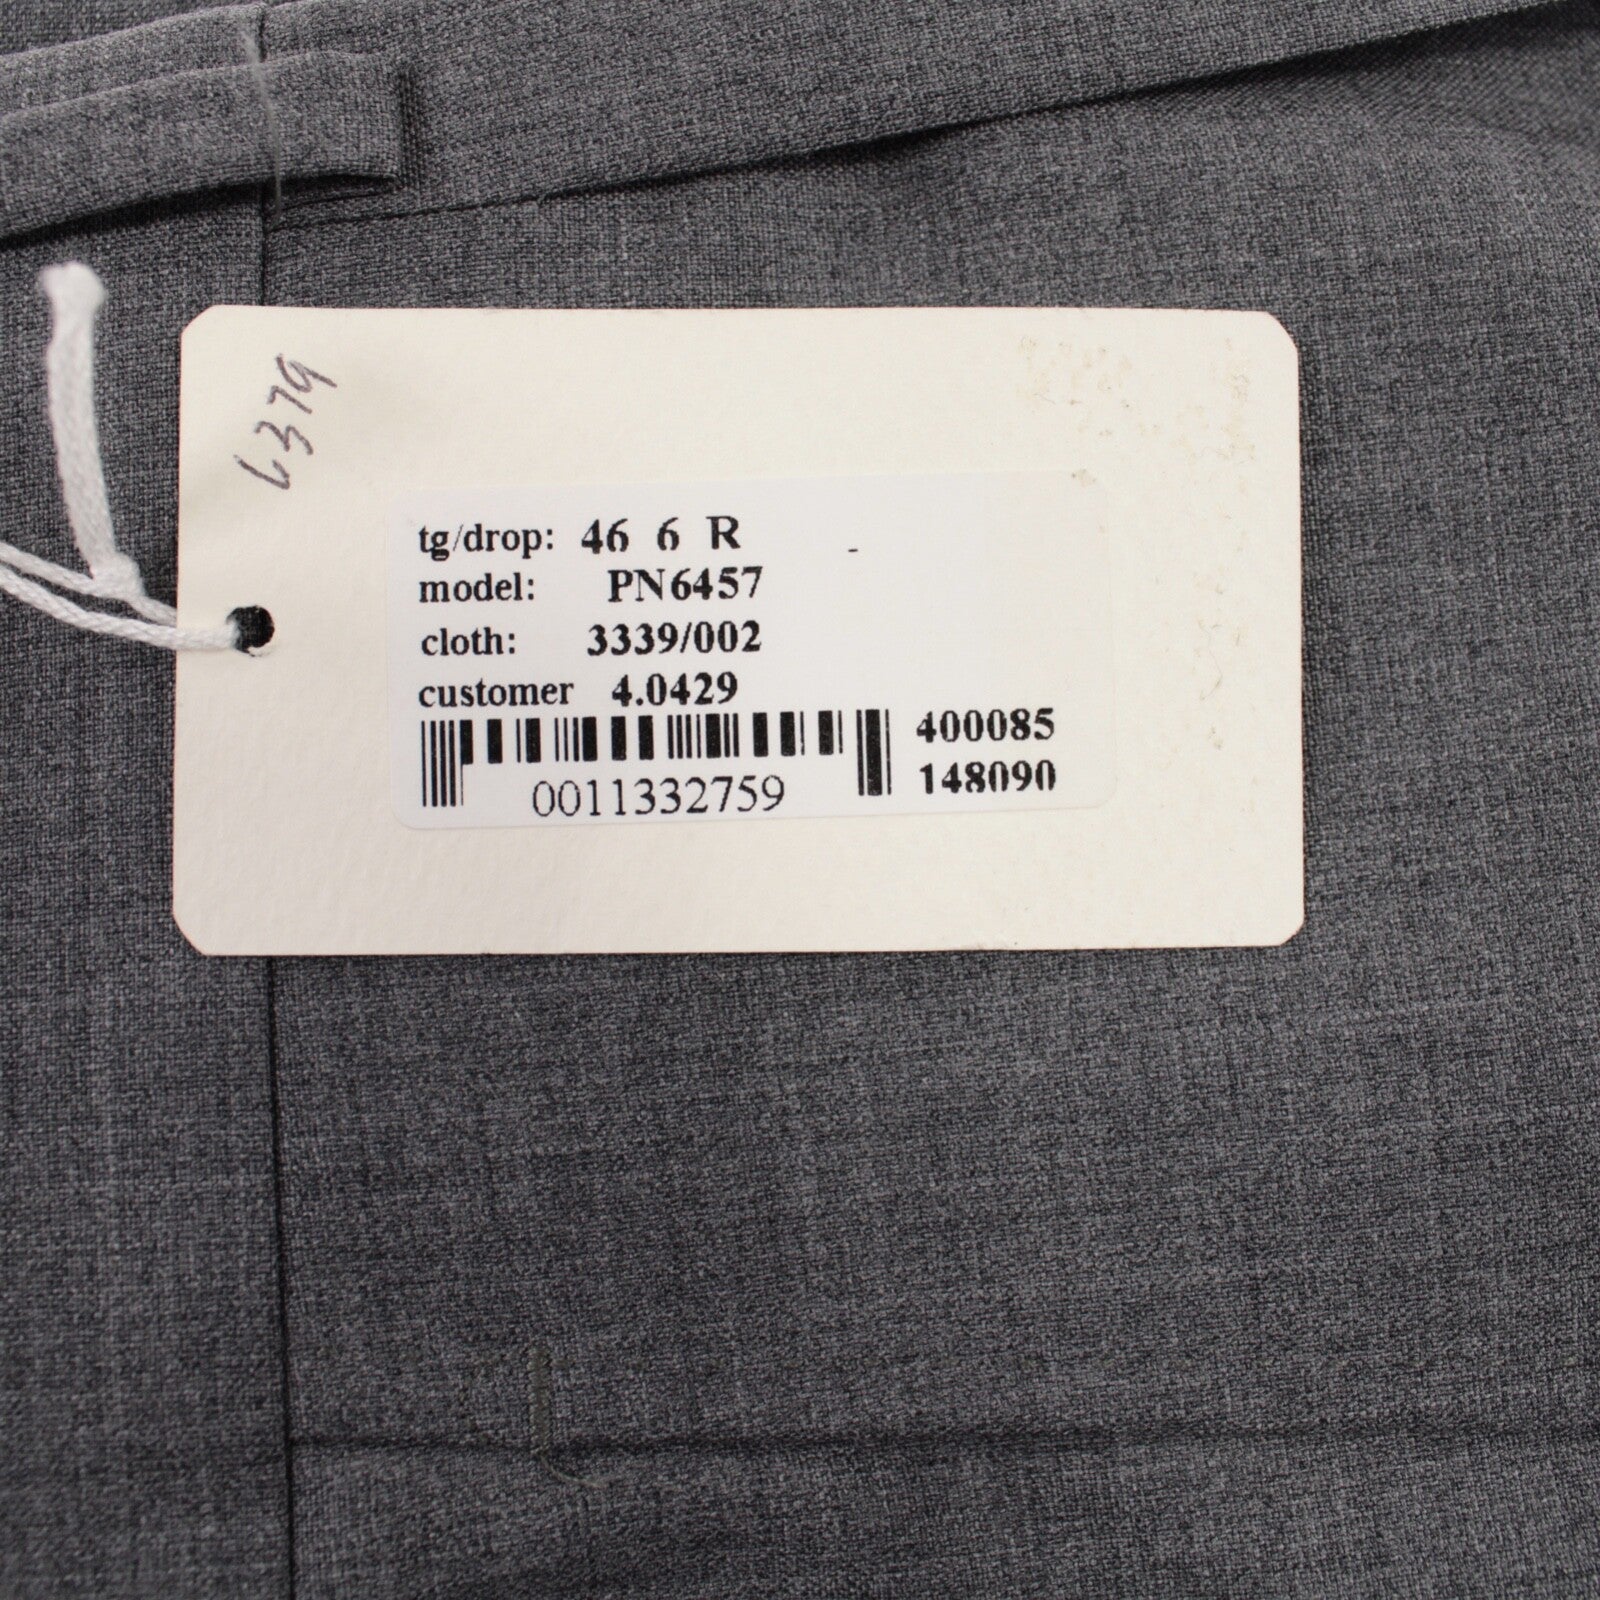 6379
tg/drop: 46 6 R -
model: PN6457
cloth: 3339/002
customer 4.0429
400085
0011332759
148090